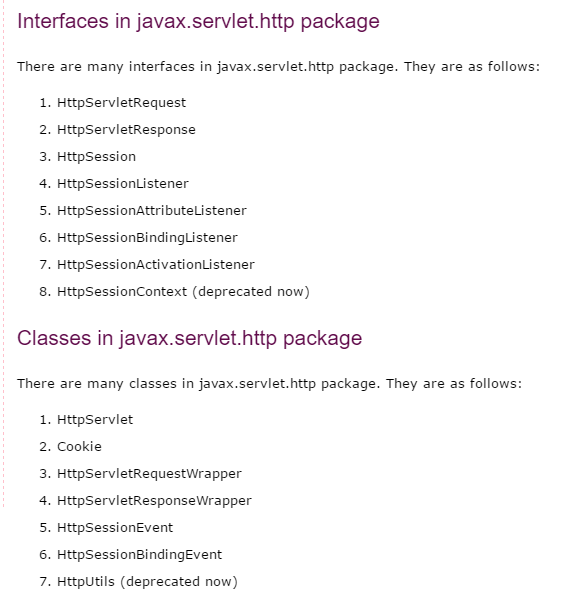 Interfaces in javax.servlet.http package
There are many interfaces in javax.servlet.http package. They are as follows:
1. HttpServletRequest
2. HttpServletResponse
3. HttpSession
4. HttpSessionListener
5. HttpSessionAttributeListener
6. HttpSessionBindingListener
7. HttpSessionActivationListener
8. HttpSessionContext (deprecated now)
Classes in javax.servlet.http package
There are many classes in javax.servlet.http package. They are as follows:
1. HttpServlet
2. Cookie
3. HttpServletRequestWrapper
4. HttpServletResponseWrapper
5. HttpSessionEvent
6. HttpSessionBindingEvent
7. HttpUtils (deprecated now)